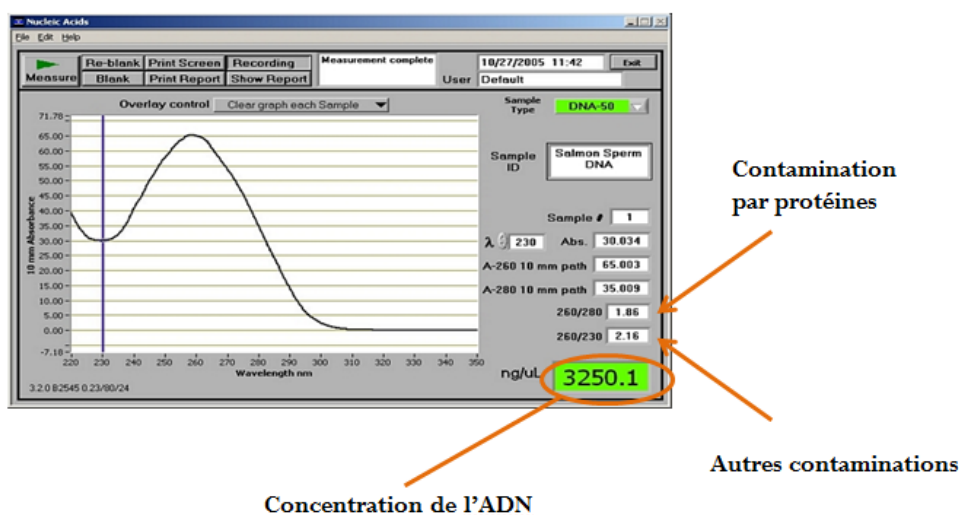 Nucleic Acids
File Edit Help
Measure
Re-blank Print Screen Recording
Blank Print Report Show Report
Measurement complete
10/27/2005 11:42 Exit
User Default
Overlay control Clear graph each Sample
Sample Type DNA-50
Sample ID Salmon Sperm DNA
Sample # 1
λ 230 Abs. 30.034
A-260 10 mm path 65.003
A-280 10 mm path 35.009
260/280 1.86
260/230 2.16
ng/uL 3250.1
10 mm Absorbance
71.78
65.00
60.00
55.00
50.00
45.00
40.00
35.00
30.00
25.00
20.00
15.00
10.00
5.00
0.00
-7.10
220 230 240 250 260 270 280 290 300 310 320 330 340 350
Wavelength nm
3.2.0 B2545 0.23/80/24
Contamination
par protéines
Autres contaminations
Concentration de l’ADN